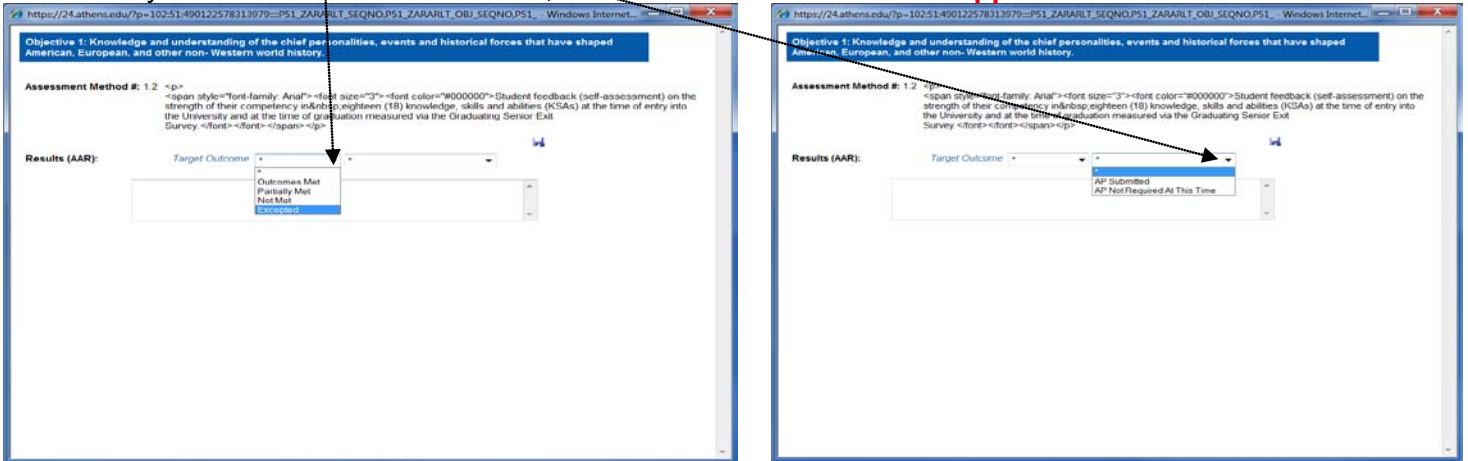 https://24.athens.edu/?p=102:51:490122578313979::::P51_ZARARLT_SEQNO,P51_ZARARLT_OBJ_SEQNO,P51_ - Windows Internet...
Objective 1: Knowledge and understanding of the chief personalities, events and historical forces that have shaped
American, European, and other non- Western world history.
Assessment Method #: 1.2 <p>
<span style="font-family: Arial"><font size="3"><font color="#000000">Student feedback (self-assessment) on the
strength of their competency in&nbsp;eighteen (18) knowledge, skills and abilities (KSAs) at the time of entry into
the University and at the time of graduation measured via the Graduating Senior Exit
Survey.</font></font></span></p>
Results (AAR): Target Outcome * *
*
Outcomes Met
Partially Met
Not Met
Excepted
https://24.athens.edu/?p=102:51:490122578313979::::P51_ZARARLT_SEQNO,P51_ZARARLT_OBJ_SEQNO,P51_ - Windows Internet...
Objective 1: Knowledge and understanding of the chief personalities, events and historical forces that have shaped
American, European, and other non- Western world history.
Assessment Method #: 1.2 <p>
<span style="font-family: Arial"><font size="3"><font color="#000000">Student feedback (self-assessment) on the
strength of their competency in&nbsp;eighteen (18) knowledge, skills and abilities (KSAs) at the time of entry into
the University and at the time of graduation measured via the Graduating Senior Exit
Survey.</font></font></span></p>
Results (AAR): Target Outcome * *
*
AP Submitted
AP Not Required At This Time